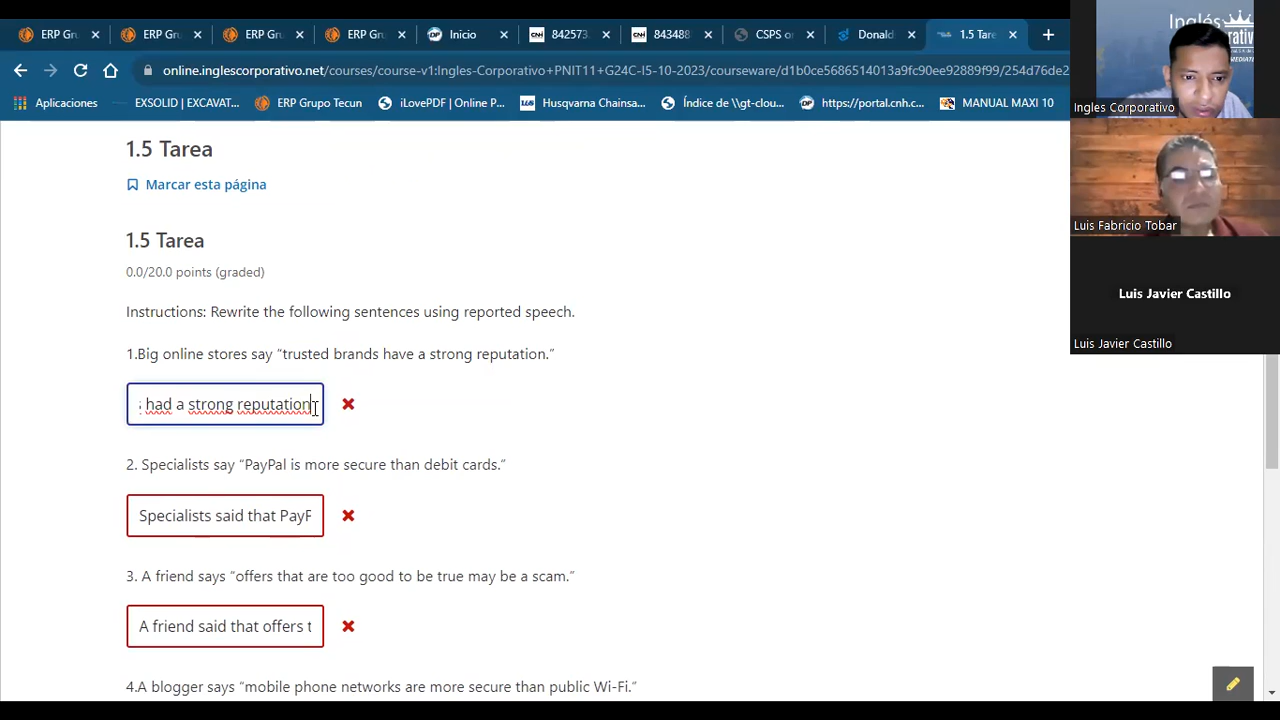 ERP Gru
ERP Gru
ERP Gru
ERP Gru
Inicio
84257
84348
CSPS or
Donald
1.5 Tare
online.inglescorporativo.net/courses/course-v1:Ingles-Corporativo+PNIT11+G24C-I5-10-2023/courseware/d1b0ce5686514013a9fc90ee92889f99/254d76de2
Aplicaciones
EXSOLID | EXCAVAT...
ERP Grupo Tecun
iLovePDF | Online P...
Husqvarna Chainsa...
Índice de \\gt-clou...
https://portal.cnh.c...
MANUAL MAXI 10
Inglés
Ingles Corporativo
Luis Fabricio Tobar
Luis Javier Castillo
Luis Javier Castillo
1.5 Tarea
Marcar esta página
1.5 Tarea
0.0/20.0 points (graded)
Instructions: Rewrite the following sentences using reported speech.
1.Big online stores say “trusted brands have a strong reputation.”
had a strong reputation
2. Specialists say “PayPal is more secure than debit cards.”
Specialists said that PayP
3. A friend says “offers that are too good to be true may be a scam.”
A friend said that offers t
4.A blogger says “mobile phone networks are more secure than public Wi-Fi.”